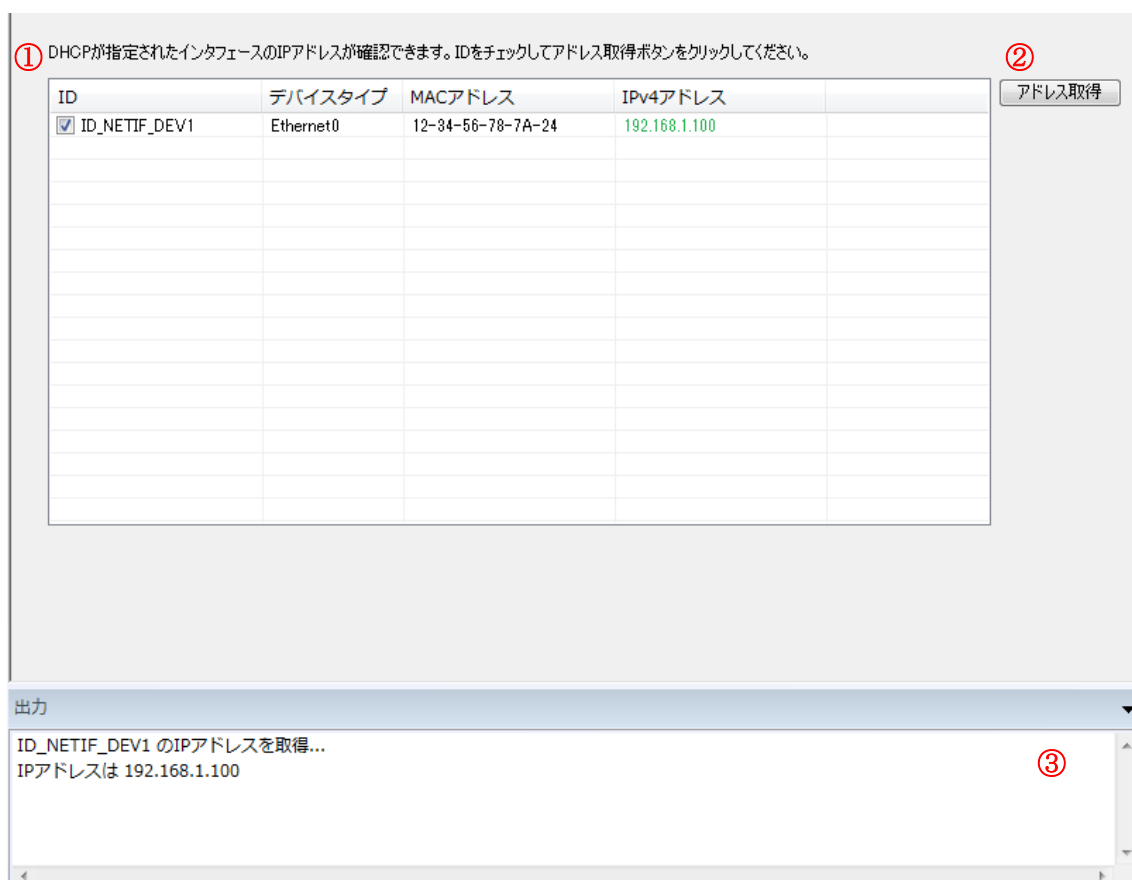 ① DHCPが指定されたインタフェースのIPアドレスが確認できます。IDをチェックしてアドレス取得ボタンをクリックしてください。 ②
ID デバイスタイプ MACアドレス IPv4アドレス アドレス取得
ID_NETIF_DEV1 Ethernet0 12-34-56-78-7A-24 192.168.1.100
出力
ID_NETIF_DEV1 のIPアドレスを取得...
IPアドレスは 192.168.1.100
③